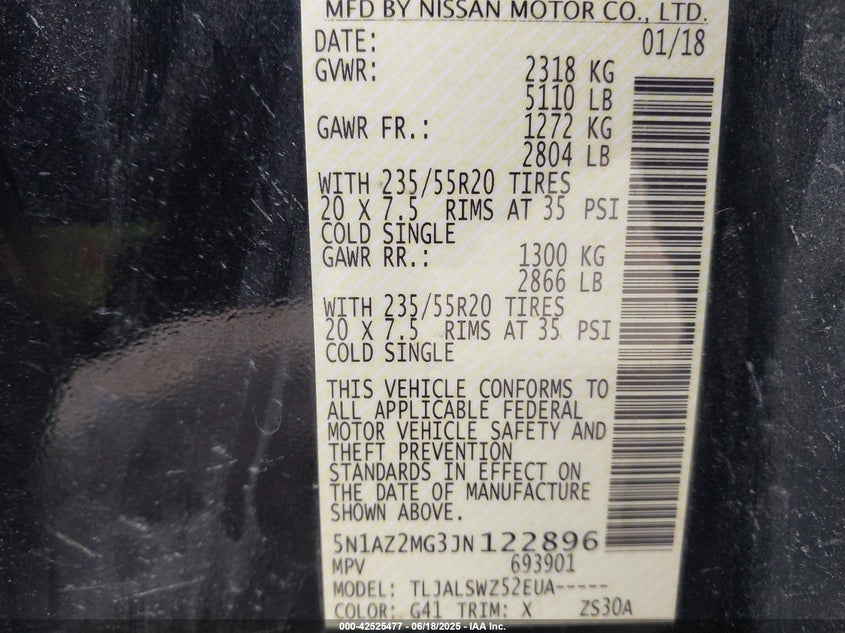 MFD BY NISSAN MOTOR CO., LTD.
DATE: 01/18
GVWR: 2318 KG
5110 LB
GAWR FR.: 1272 KG
2804 LB
WITH 235/55R20 TIRES
20 X 7.5 RIMS AT 35 PSI
COLD SINGLE
GAWR RR.: 1300 KG
2866 LB
WITH 235/55R20 TIRES
20 X 7.5 RIMS AT 35 PSI
COLD SINGLE
THIS VEHICLE CONFORMS TO
ALL APPLICABLE FEDERAL
MOTOR VEHICLE SAFETY AND
THEFT PREVENTION
STANDARDS IN EFFECT ON
THE DATE OF MANUFACTURE
SHOWN ABOVE.
5N1AZ2MG3JN122896
MPV 693901
MODEL: TLJALSWZ52EUA-----
COLOR: G41 TRIM: X ZS30A
000-42525477 - 06/18/2025 - IAA Inc.